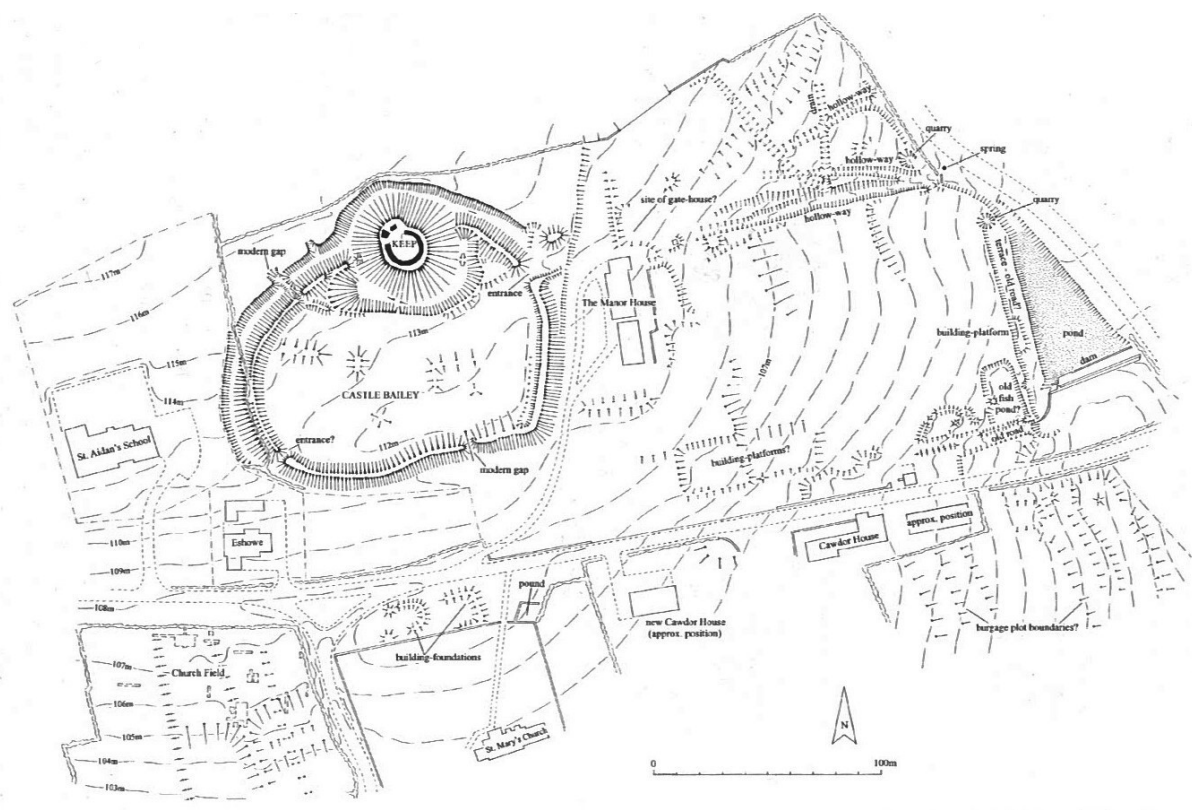 hollow-way
drain
quarry
spring
hollow-way
site of gate-house?
hollow-way
quarry
KEEP
modern gap
117m
entrance
terrace - old road?
The Manor House
116m
113m
building-platform
pond
115m
dam
107m
114m
CASTLE BAILEY
old
fish
pond?
St. Aidan's School
entrance?
112m
old road
building-platforms?
modern gap
approx. position
110m
Eshowe
Cawdor House
109m
108m
pound
new Cawdor House
(approx. position)
burgage plot boundaries?
building-foundations
107m
Church Field
106m
105m
St. Mary's Church
N
104m
103m
0
100m